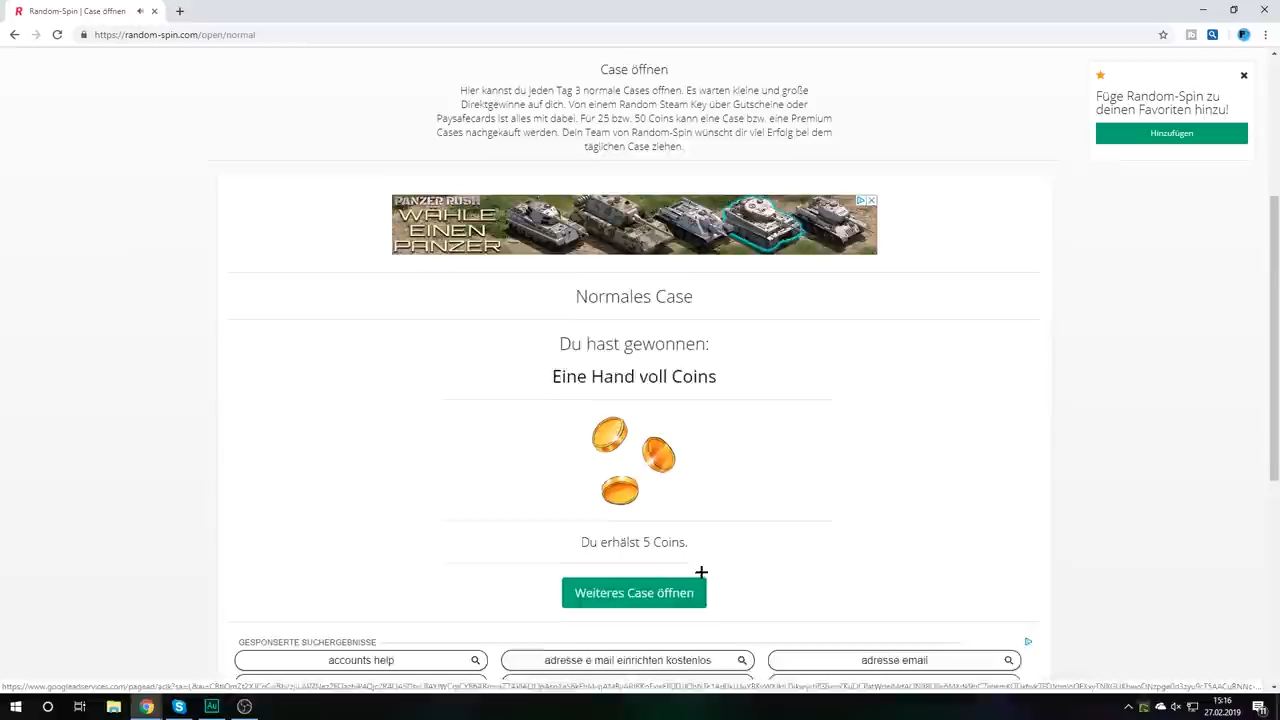 Random-Spin | Case öffnen
https://random-spin.com/open/normal
Case öffnen
Hier kannst du jeden Tag 3 normale Cases öffnen. Es warten kleine und große
Direktgewinne auf dich. Von einem Random Steam Key über Gutscheine oder
Paysafecards ist alles mit dabei. Für 25 bzw. 50 Coins kann eine Case bzw. eine Premium
Cases nachgekauft werden. Dein Team von Random-Spin wünscht dir viel Erfolg bei dem
täglichen Case ziehen.
Füge Random-Spin zu
deinen Favoriten hinzu!
Hinzufügen
PANZER RUSH
WÄHLE
EINEN
PANZER
Normales Case
Du hast gewonnen:
Eine Hand voll Coins
Du erhälst 5 Coins.
Weiteres Case öffnen
GESPONSERTE SUCHERGEBNISSE
accounts help
adresse e mail einrichten kostenlos
adresse email
15:16
27.02.2019